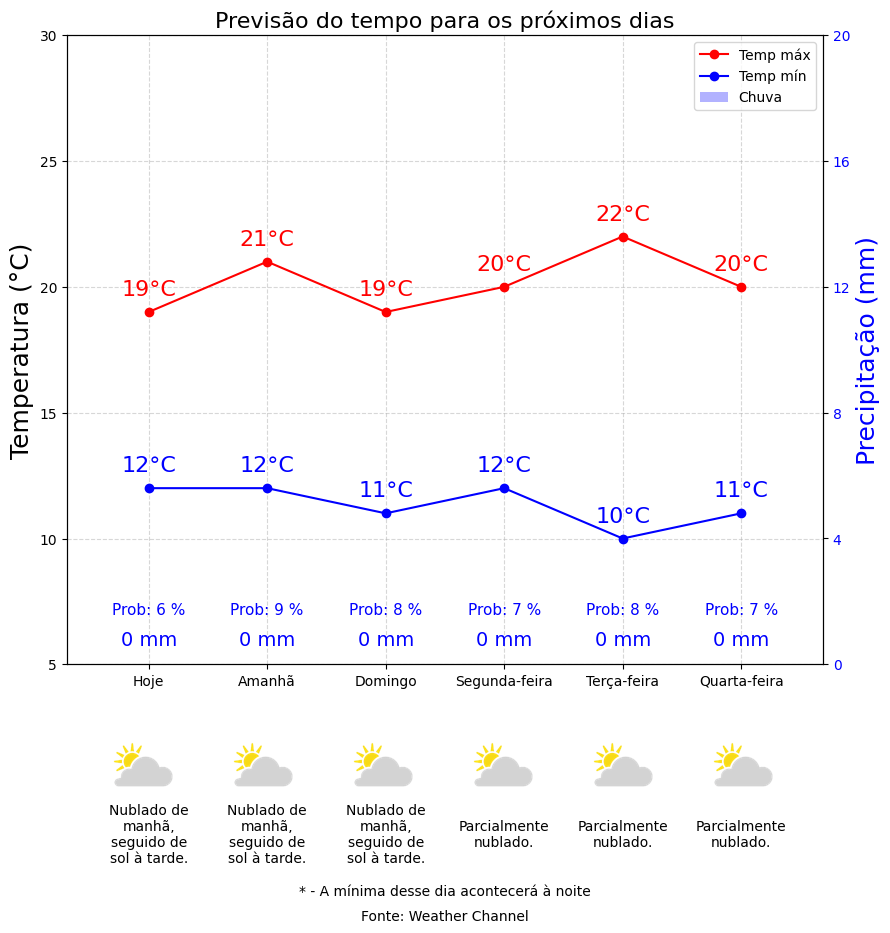 Previsão do tempo para os próximos dias
Temp máx
Temp mín
Chuva
Temperatura (°C)
Precipitação (mm)
30
25
20
15
10
5
20
16
12
8
4
0
19°C
21°C
19°C
20°C
22°C
20°C
12°C
12°C
11°C
12°C
10°C
11°C
Prob: 6 %
Prob: 9 %
Prob: 8 %
Prob: 7 %
Prob: 8 %
Prob: 7 %
0 mm
0 mm
0 mm
0 mm
0 mm
0 mm
Hoje
Amanhã
Domingo
Segunda-feira
Terça-feira
Quarta-feira
Nublado de
manhã,
seguido de
sol à tarde.
Nublado de
manhã,
seguido de
sol à tarde.
Nublado de
manhã,
seguido de
sol à tarde.
Parcialmente
nublado.
Parcialmente
nublado.
Parcialmente
nublado.
* - A mínima desse dia acontecerá à noite
Fonte: Weather Channel